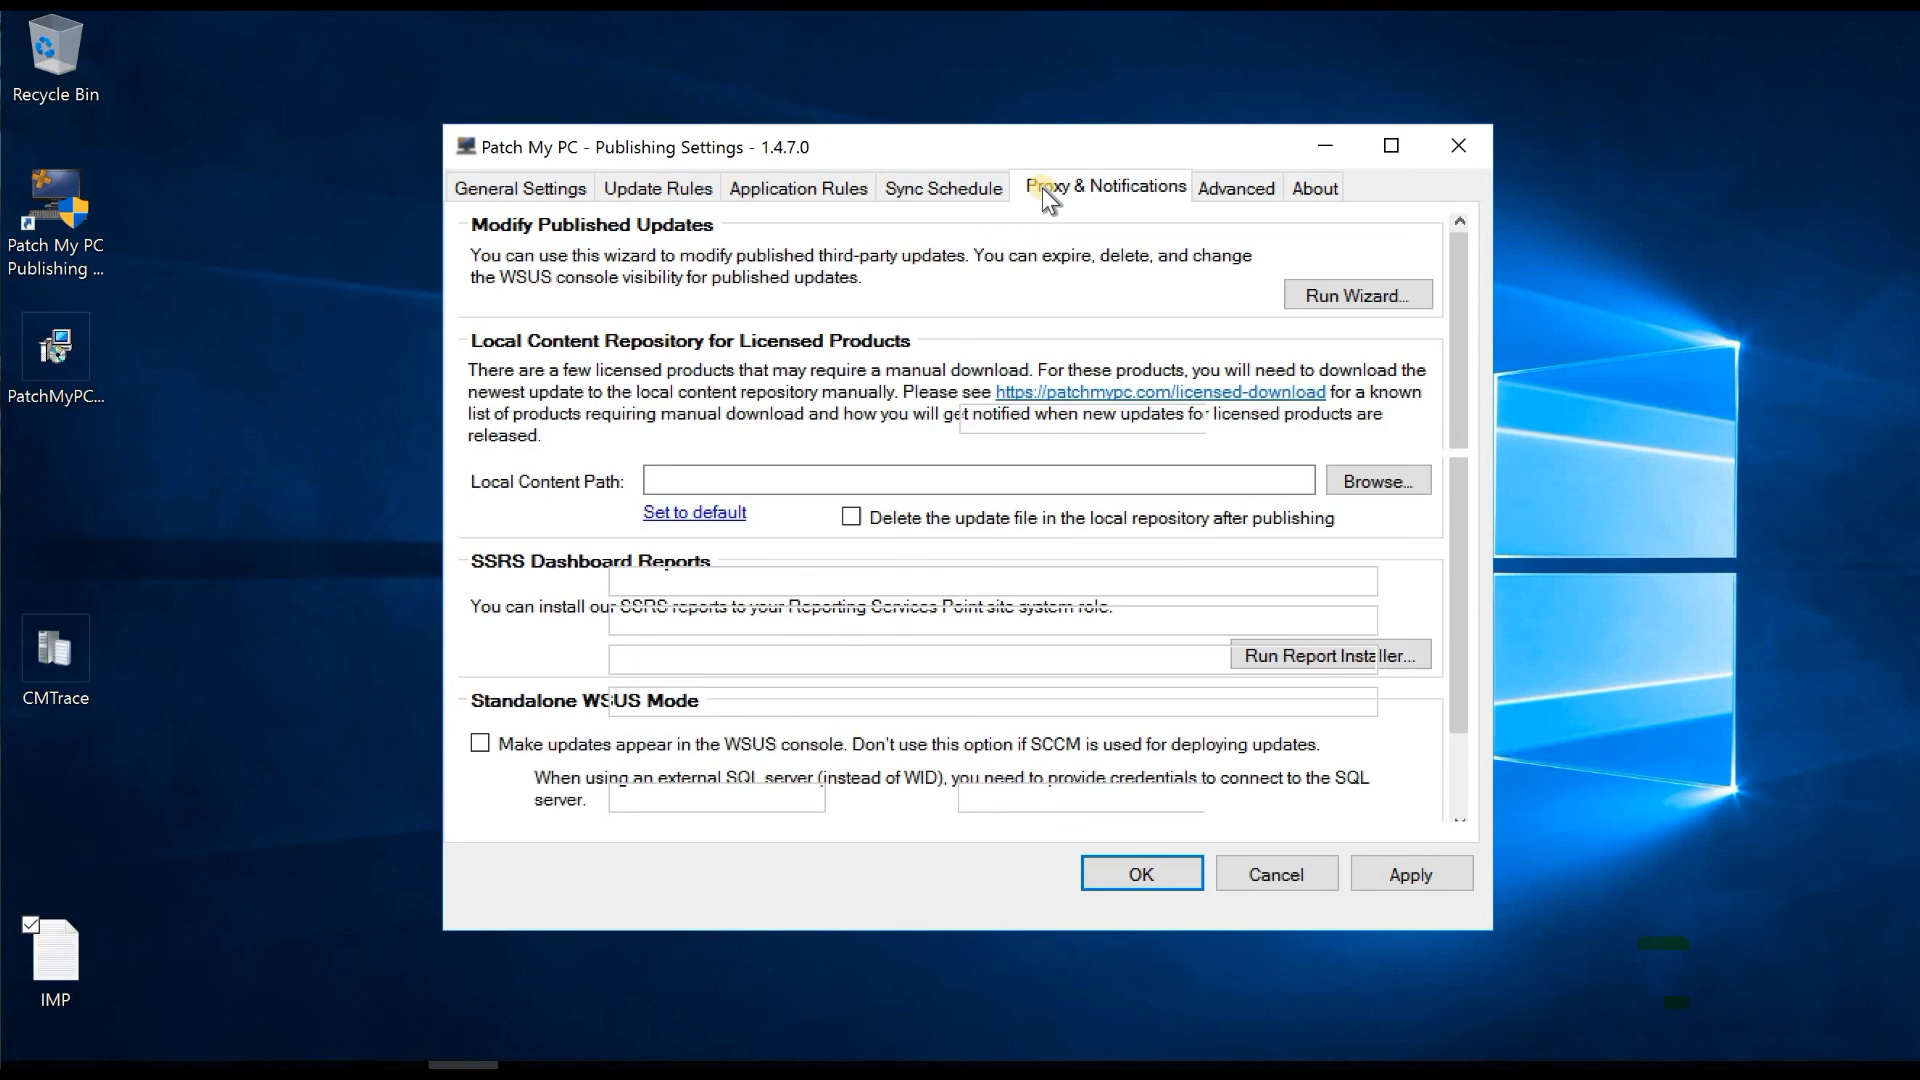 Recycle Bin
Patch My PC
Publishing ...
PatchMyPC...
CMTrace
IMP
Patch My PC - Publishing Settings - 1.4.7.0
General Settings Update Rules Application Rules Sync Schedule Proxy & Notifications Advanced About
Modify Published Updates
You can use this wizard to modify published third-party updates. You can expire, delete, and change
the WSUS console visibility for published updates.
Run Wizard...
Local Content Repository for Licensed Products
There are a few licensed products that may require a manual download. For these products, you will need to download the
newest update to the local content repository manually. Please see https://patchmypc.com/licensed-download for a known
list of products requiring manual download and how you will get notified when new updates for licensed products are
released.
Local Content Path: Browse...
Set to default Delete the update file in the local repository after publishing
SSRS Dashboard Reports
You can install our SSRS reports to your Reporting Services Point site system role.
Run Report Installer...
Standalone WSUS Mode
Make updates appear in the WSUS console. Don't use this option if SCCM is used for deploying updates.
When using an external SQL server (instead of WID), you need to provide credentials to connect to the SQL
server.
OK Cancel Apply